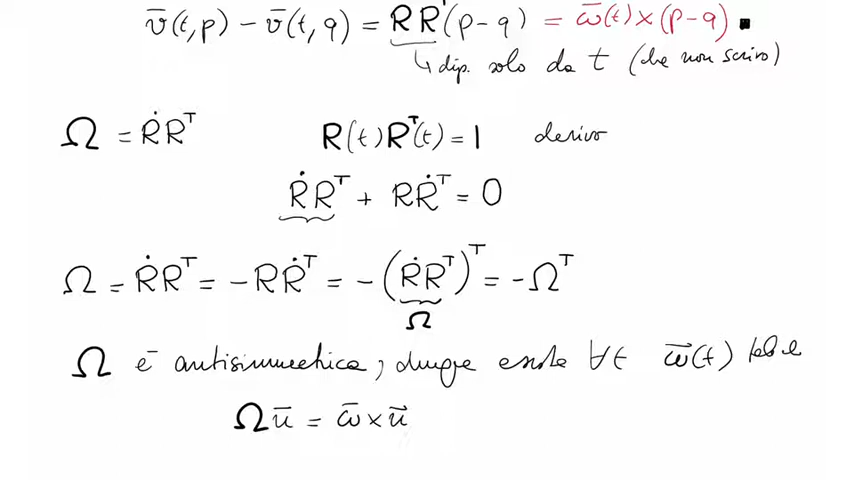 v̄(t,p) - v̄(t,q) = R R'(p-q) = ω̄(t)×(p-q)
↳ dip. solo da t (che non scrivo)
Ω = ṘRᵀ R(t)Rᵀ(t) = 1 derivo
ṘRᵀ + RṘᵀ = 0
Ω = ṘRᵀ = -RṘᵀ = -(ṘRᵀ)ᵀ = -Ωᵀ
Ω
Ω è antisimmetrica, dunque esiste ∀t ω̄(t) tale
Ωū = ω̄×ū